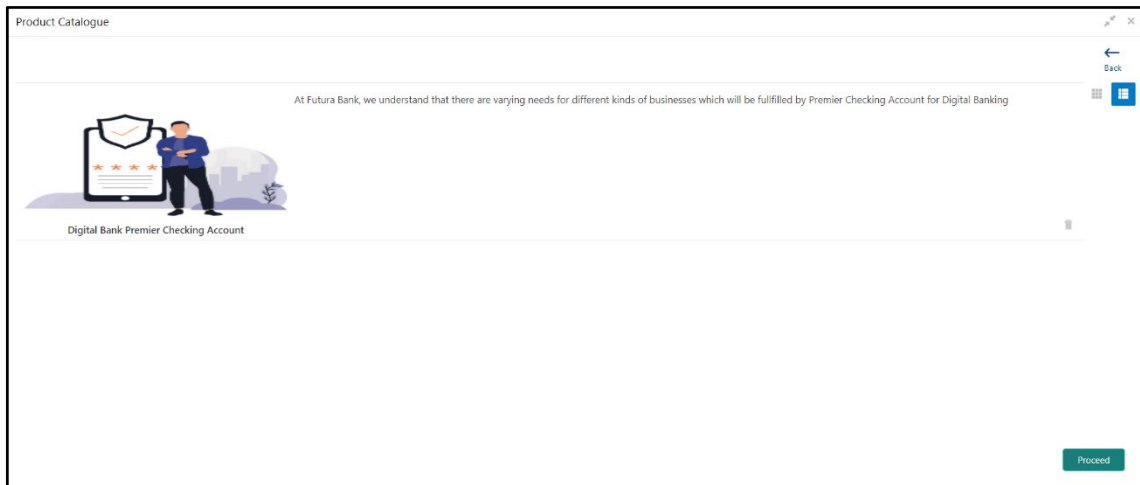 Product Catalogue
Back
At Futura Bank, we understand that there are varying needs for different kinds of businesses which will be fullfilled by Premier Checking Account for Digital Banking
****
Digital Bank Premier Checking Account
Proceed